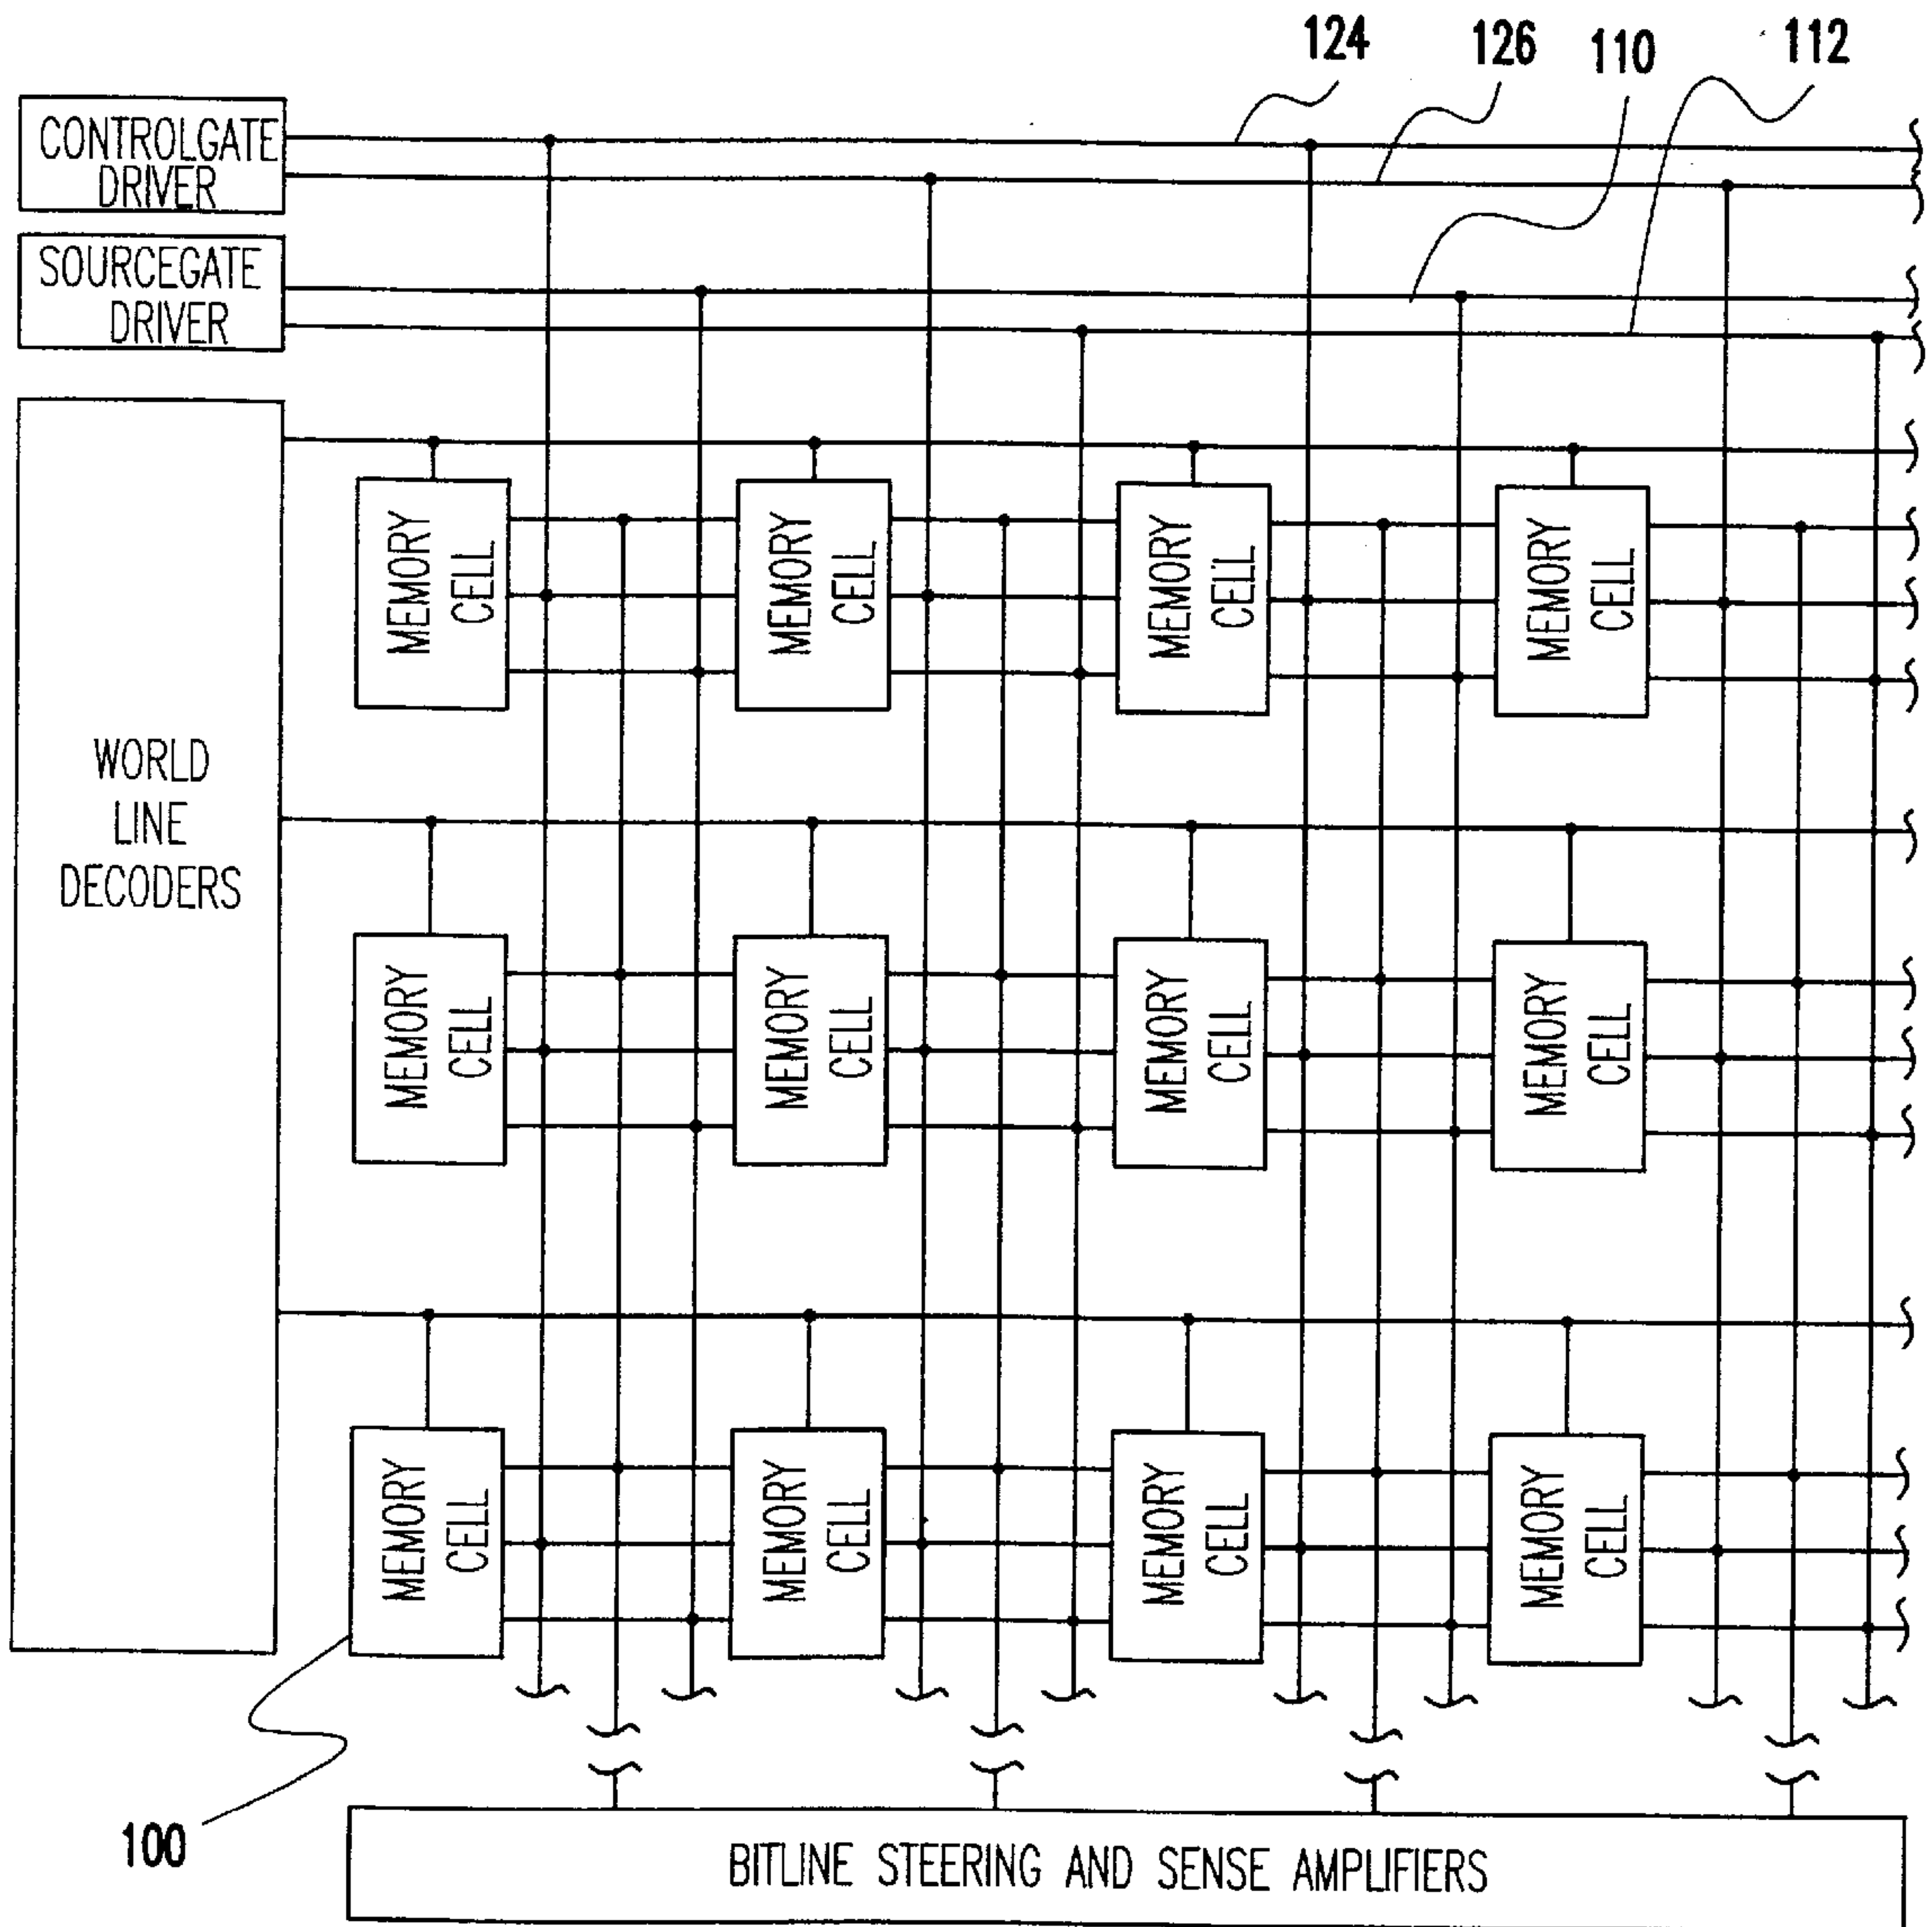 124 126 110 112
CONTROLGATE
DRIVER
SOURCEGATE
DRIVER
WORLD
LINE
DECODERS
MEMORY
CELL
MEMORY
CELL
MEMORY
CELL
MEMORY
CELL
MEMORY
CELL
MEMORY
CELL
MEMORY
CELL
MEMORY
CELL
MEMORY
CELL
MEMORY
CELL
MEMORY
CELL
MEMORY
CELL
100
BITLINE STEERING AND SENSE AMPLIFIERS